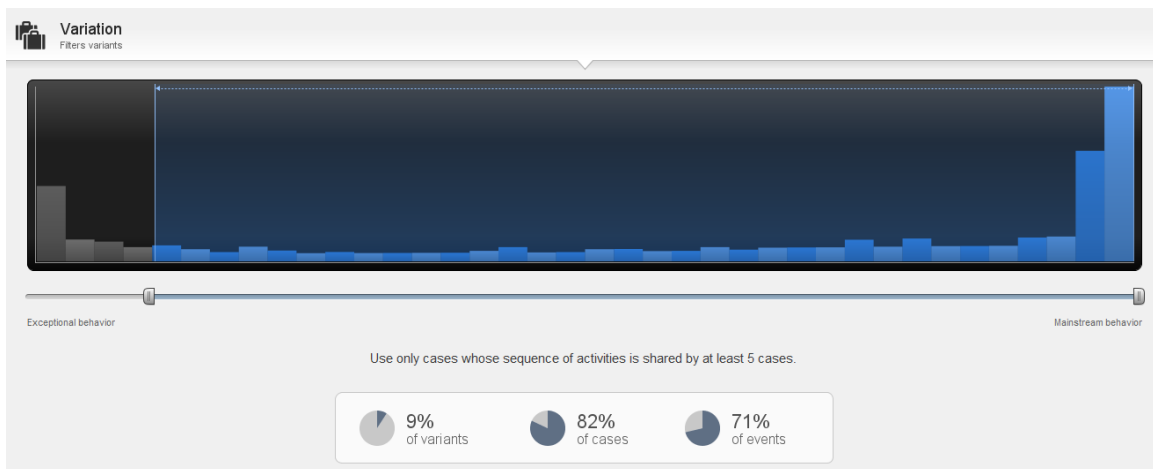 Variation
Filters variants
Exceptional behavior
Mainstream behavior
Use only cases whose sequence of activities is shared by at least 5 cases.
9%
of variants
82%
of cases
71%
of events